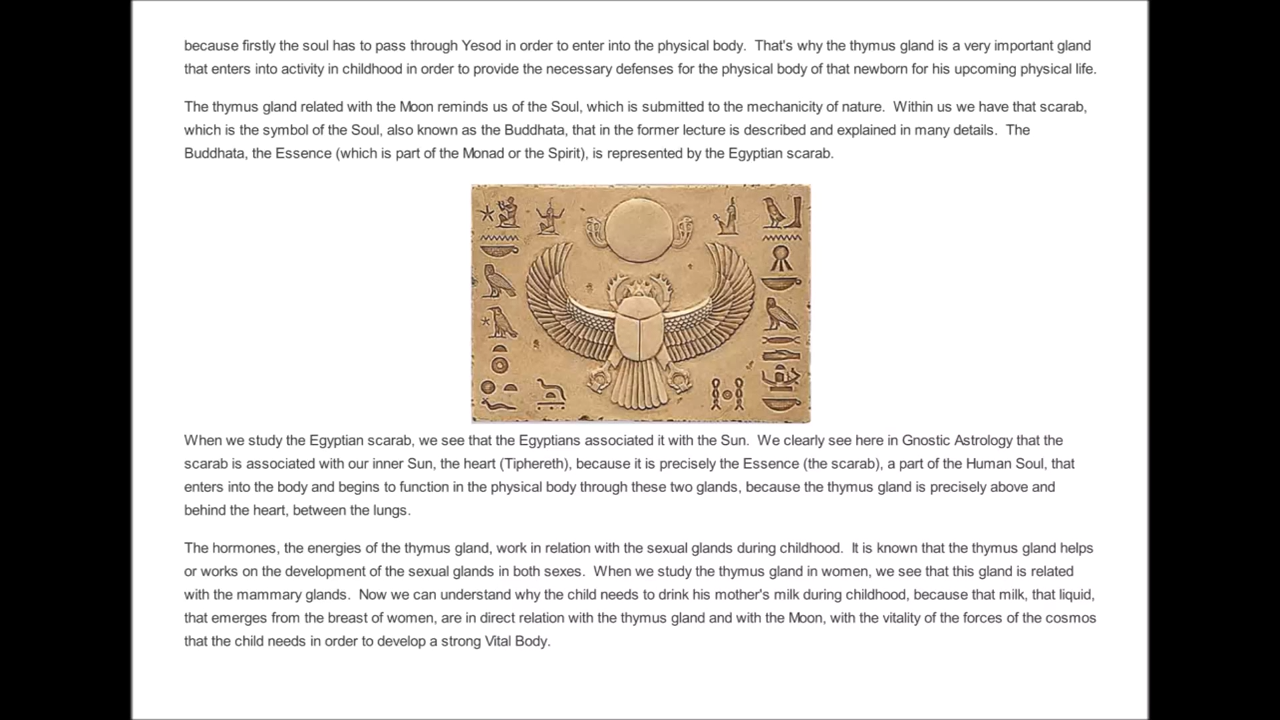 because firstly the soul has to pass through Yesod in order to enter into the physical body.  That's why the thymus gland is a very important gland
that enters into activity in childhood in order to provide the necessary defenses for the physical body of that newborn for his upcoming physical life.
The thymus gland related with the Moon reminds us of the Soul, which is submitted to the mechanicity of nature.  Within us we have that scarab,
which is the symbol of the Soul, also known as the Buddhata, that in the former lecture is described and explained in many details.  The
Buddhata, the Essence (which is part of the Monad or the Spirit), is represented by the Egyptian scarab.
When we study the Egyptian scarab, we see that the Egyptians associated it with the Sun.  We clearly see here in Gnostic Astrology that the
scarab is associated with our inner Sun, the heart (Tiphereth), because it is precisely the Essence (the scarab), a part of the Human Soul, that
enters into the body and begins to function in the physical body through these two glands, because the thymus gland is precisely above and
behind the heart, between the lungs.
The hormones, the energies of the thymus gland, work in relation with the sexual glands during childhood.  It is known that the thymus gland helps
or works on the development of the sexual glands in both sexes.  When we study the thymus gland in women, we see that this gland is related
with the mammary glands.  Now we can understand why the child needs to drink his mother's milk during childhood, because that milk, that liquid,
that emerges from the breast of women, are in direct relation with the thymus gland and with the Moon, with the vitality of the forces of the cosmos
that the child needs in order to develop a strong Vital Body.